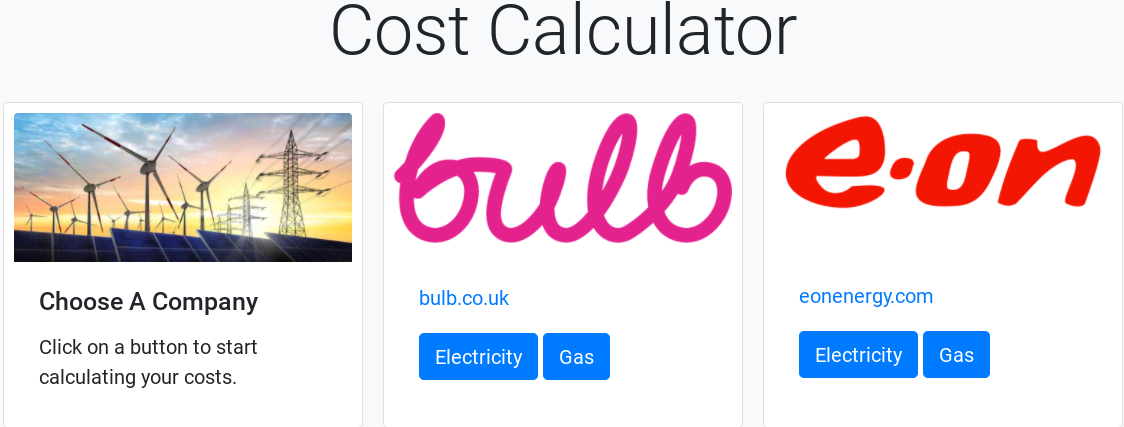 Cost Calculator
Choose A Company
Click on a button to start
calculating your costs.
bulb
bulb.co.uk
Electricity Gas
e·on
eonenergy.com
Electricity Gas